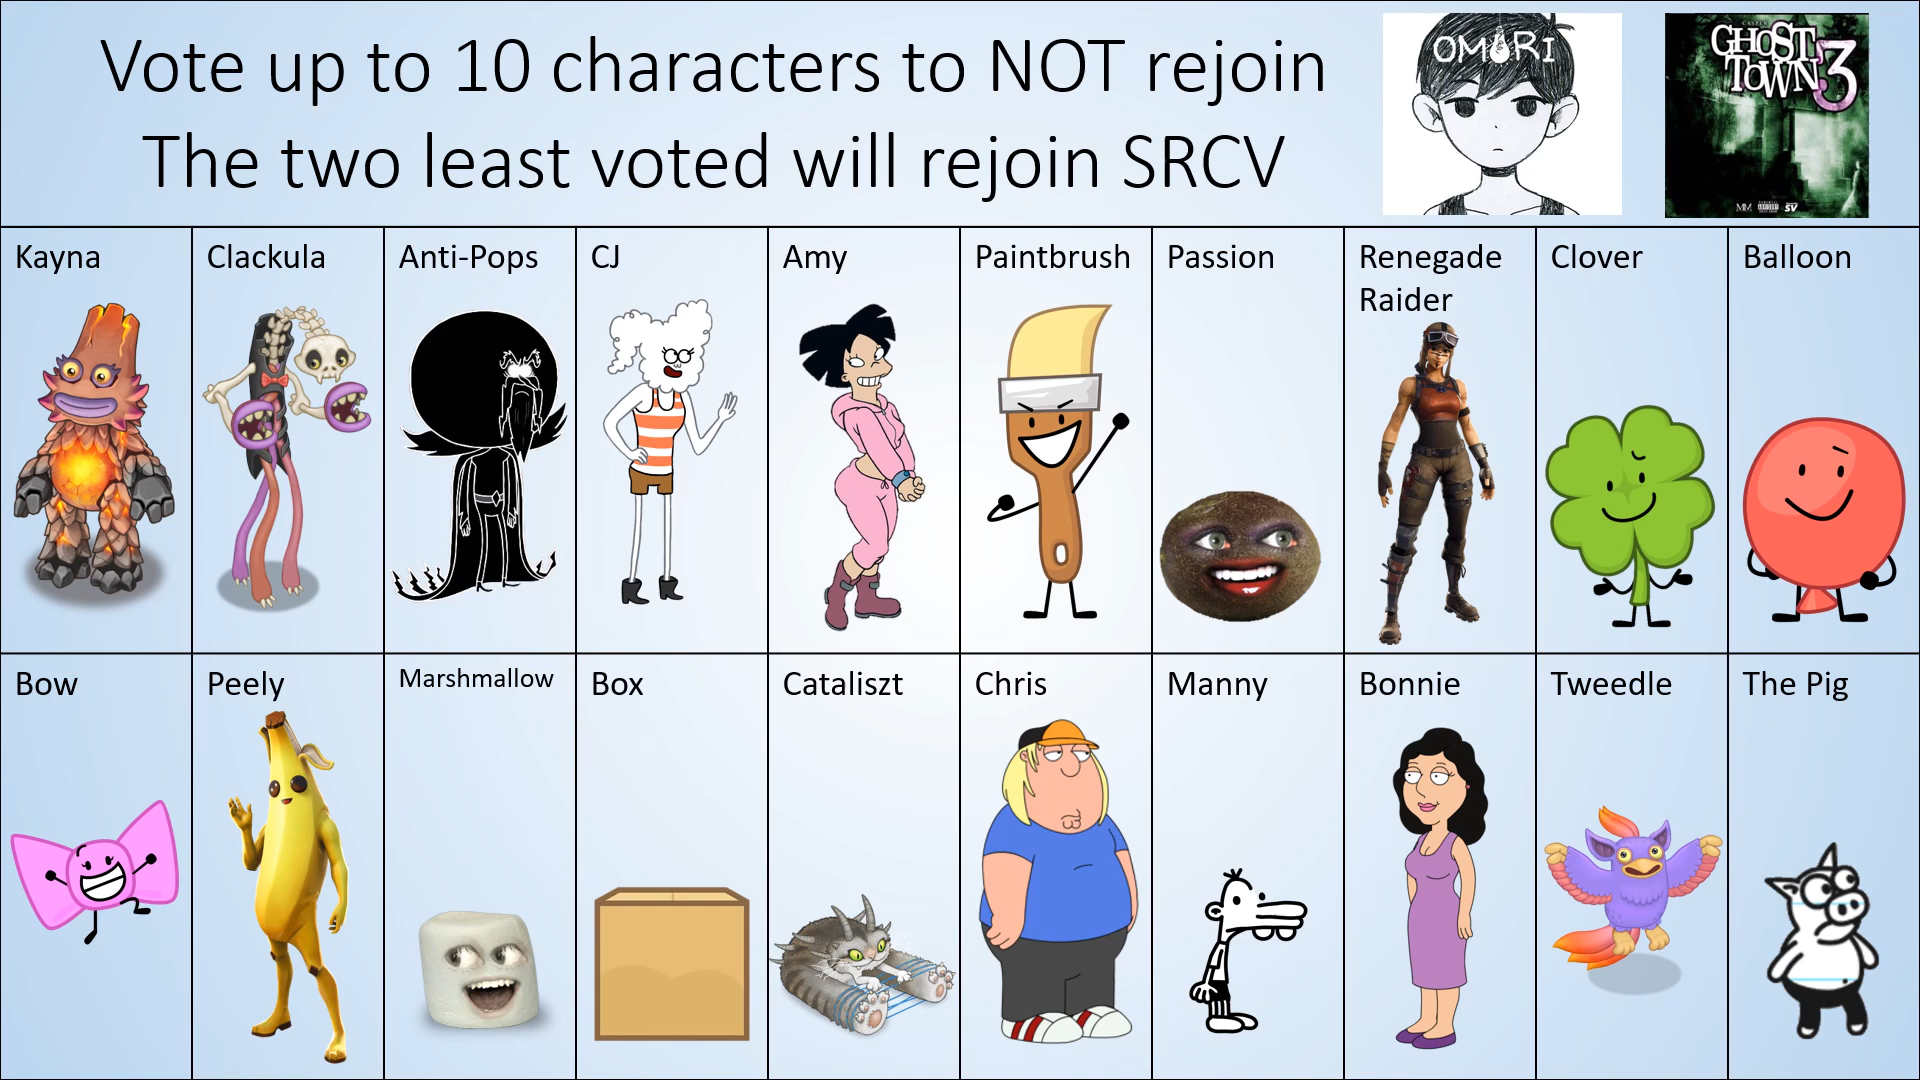 Vote up to 10 characters to NOT rejoin
The two least voted will rejoin SRCV
OMORI
GHOST
TOWN 3
SV
Kayna
Clackula
Anti-Pops
CJ
Amy
Paintbrush
Passion
Renegade
Raider
Clover
Balloon
Bow
Peely
Marshmallow
Box
Cataliszt
Chris
Manny
Bonnie
Tweedle
The Pig